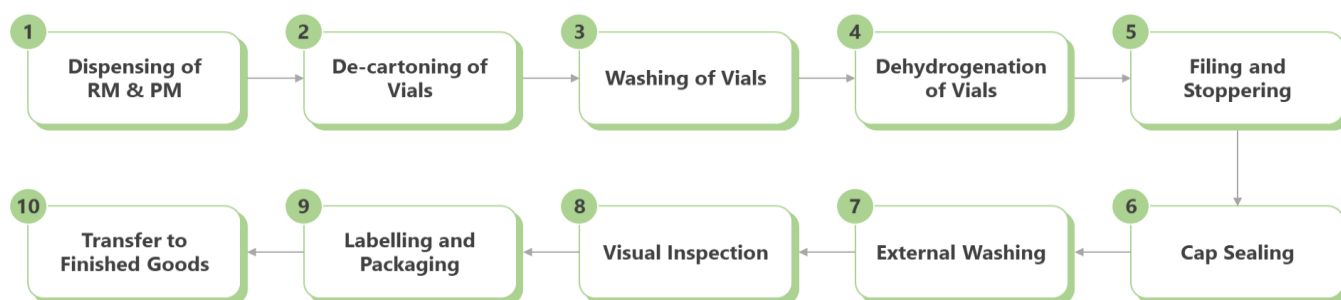 1
Dispensing of
RM & PM
2
De-cartoning of
Vials
3
Washing of Vials
4
Dehydrogenation
of Vials
5
Filing and
Stoppering
6
Cap Sealing
7
External Washing
8
Visual Inspection
9
Labelling and
Packaging
10
Transfer to
Finished Goods